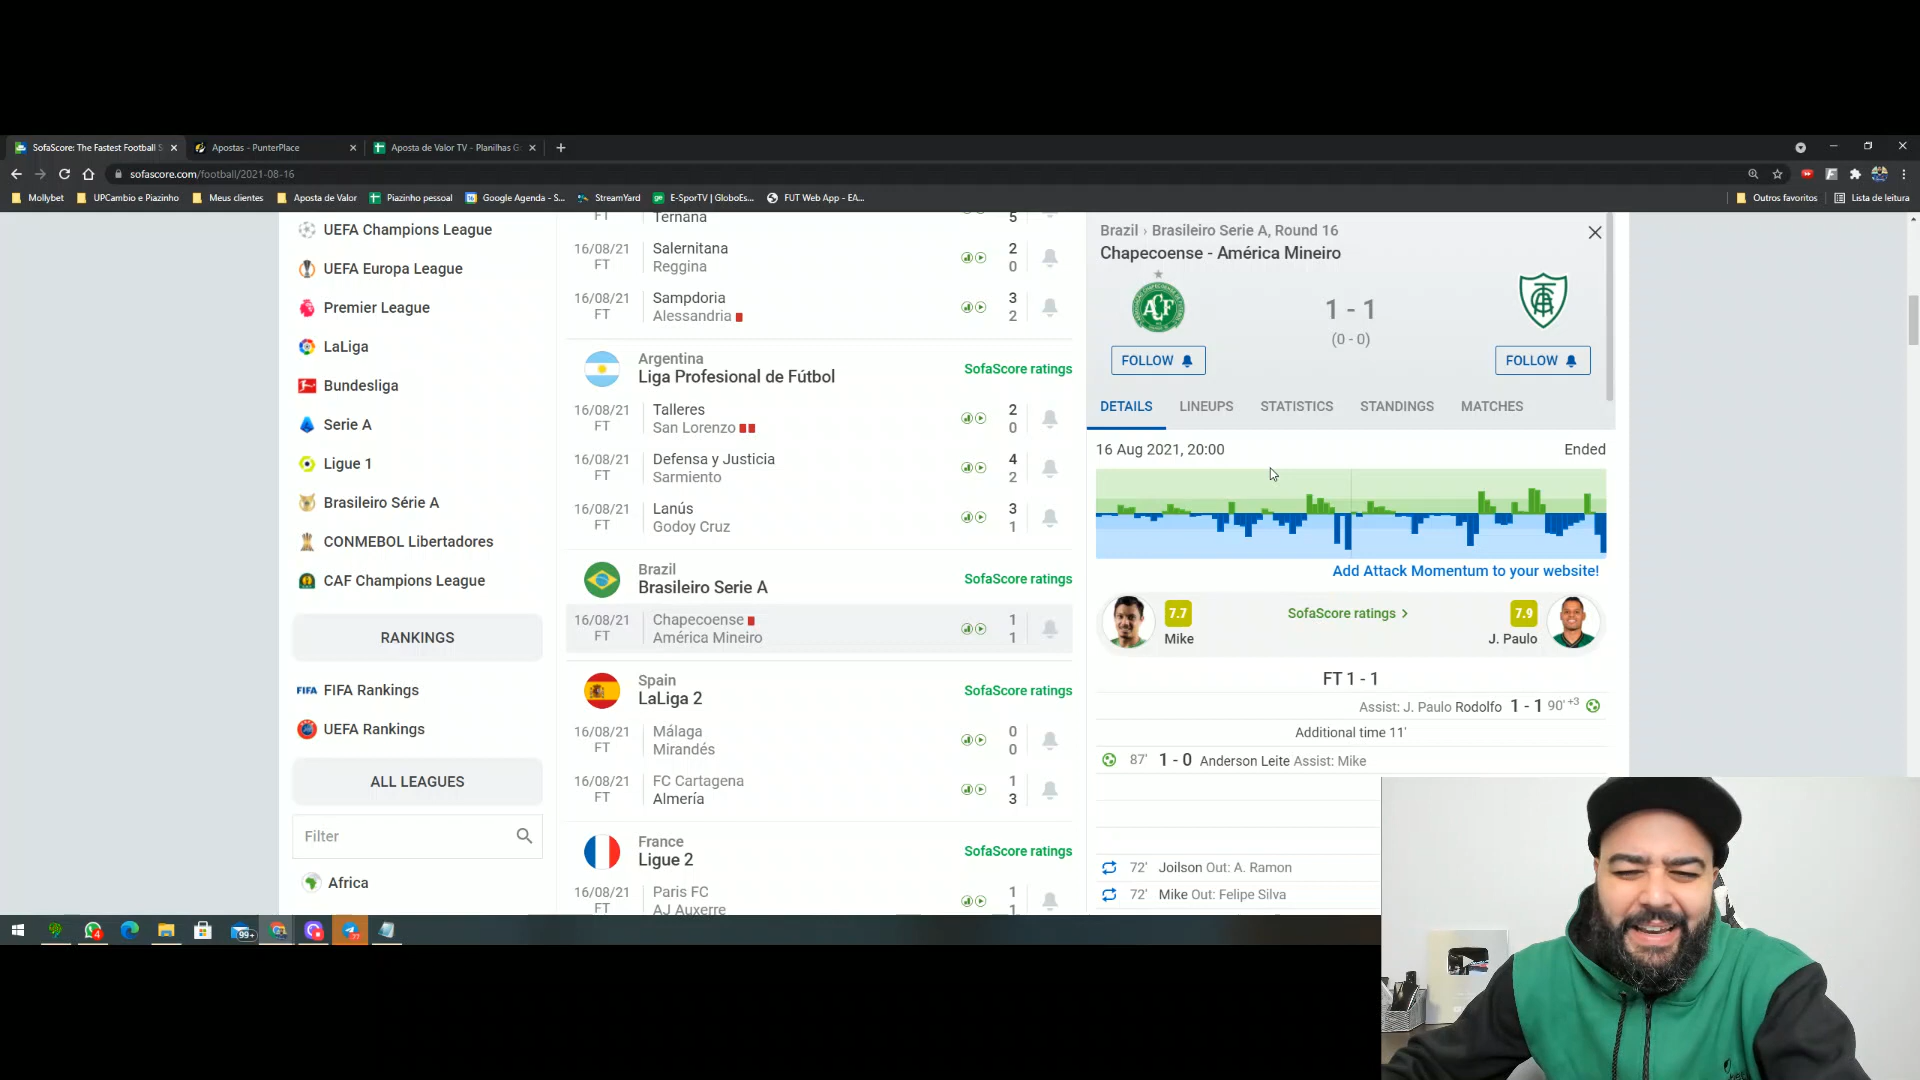 SofaScore: The Fastest Football S
Apostas - PunterPlace
Aposta de Valor TV - Planilhas G
sofascore.com/football/2021-08-16
Mollybet
UPCambio e Piazinho
Meus clientes
Aposta de Valor
Piazinho pessoal
Google Agenda - S...
StreamYard
E-SporTV | GloboEs...
FUT Web App - EA...
Outros favoritos
Lista de leitura
UEFA Champions League
UEFA Europa League
Premier League
LaLiga
Bundesliga
Serie A
Ligue 1
Brasileiro Série A
CONMEBOL Libertadores
CAF Champions League
RANKINGS
FIFA FIFA Rankings
UEFA Rankings
ALL LEAGUES
Filter
Africa
FT Ternana 5
16/08/21 Salernitana 2
FT Reggina 0
16/08/21 Sampdoria 3
FT Alessandria 2
Argentina
Liga Profesional de Fútbol SofaScore ratings
16/08/21 Talleres 2
FT San Lorenzo 0
16/08/21 Defensa y Justicia 4
FT Sarmiento 2
16/08/21 Lanús 3
FT Godoy Cruz 1
Brazil
Brasileiro Serie A SofaScore ratings
16/08/21 Chapecoense 1
FT América Mineiro 1
Spain
LaLiga 2 SofaScore ratings
16/08/21 Málaga 0
FT Mirandés 0
16/08/21 FC Cartagena 1
FT Almería 3
France
Ligue 2 SofaScore ratings
16/08/21 Paris FC 1
FT AJ Auxerre 1
Brazil › Brasileiro Serie A, Round 16
Chapecoense - América Mineiro
1 - 1
(0 - 0)
FOLLOW
FOLLOW
DETAILS LINEUPS STATISTICS STANDINGS MATCHES
16 Aug 2021, 20:00 Ended
Add Attack Momentum to your website!
7.7 SofaScore ratings 7.9
Mike J. Paulo
FT 1 - 1
Assist: J. Paulo Rodolfo 1 - 1 90' +3
Additional time 11'
87' 1 - 0 Anderson Leite Assist: Mike
72' Joilson Out: A. Ramon
72' Mike Out: Felipe Silva
4
99+